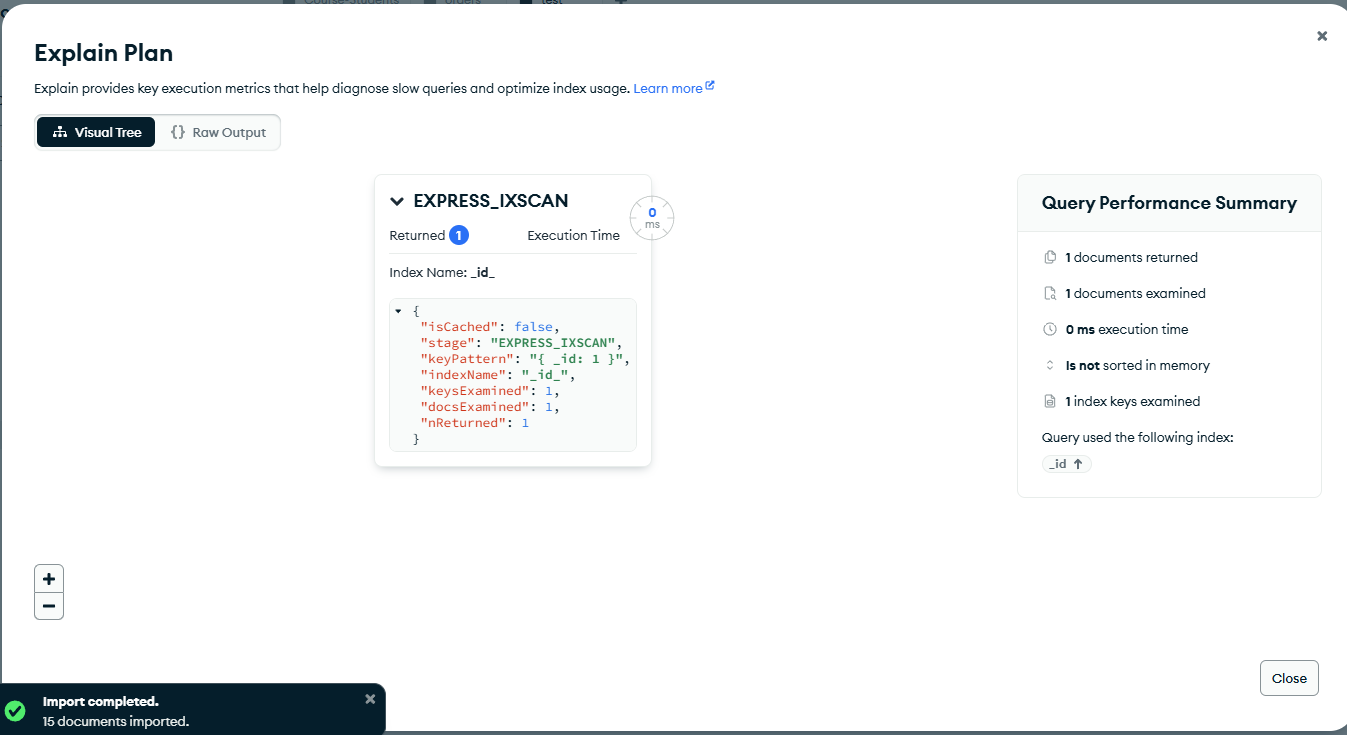 Course-Students orders test
Explain Plan
Explain provides key execution metrics that help diagnose slow queries and optimize index usage. Learn more
Visual Tree
{} Raw Output
EXPRESS_IXSCAN
Returned 1
Execution Time
0
ms
Index Name: _id_
{
"isCached": false,
"stage": "EXPRESS_IXSCAN",
"keyPattern": "{ _id: 1 }",
"indexName": "_id_",
"keysExamined": 1,
"docsExamined": 1,
"nReturned": 1
}
Query Performance Summary
1 documents returned
1 documents examined
0 ms execution time
Is not sorted in memory
1 index keys examined
Query used the following index:
_id ↑
Close
Import completed.
15 documents imported.